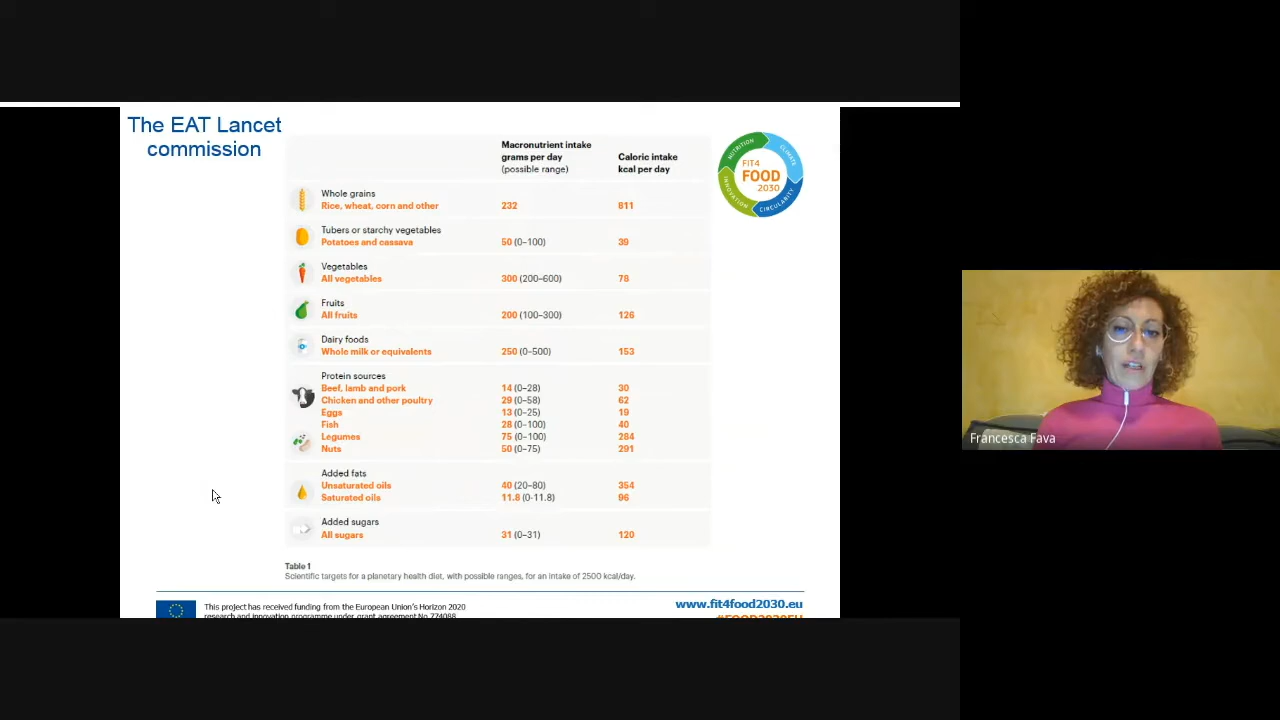 The EAT Lancet
commission
Macronutrient intake
grams per day
(possible range)
Caloric intake
kcal per day
Whole grains
Rice, wheat, corn and other 232 811
Tubers or starchy vegetables
Potatoes and cassava 50 (0–100) 39
Vegetables
All vegetables 300 (200–600) 78
Fruits
All fruits 200 (100–300) 126
Dairy foods
Whole milk or equivalents 250 (0–500) 153
Protein sources
Beef, lamb and pork 14 (0–28) 30
Chicken and other poultry 29 (0–58) 62
Eggs 13 (0–25) 19
Fish 28 (0–100) 40
Legumes 75 (0–100) 284
Nuts 50 (0–75) 291
Added fats
Unsaturated oils 40 (20–80) 354
Saturated oils 11.8 (0-11.8) 96
Added sugars
All sugars 31 (0–31) 120
Table 1
Scientific targets for a planetary health diet, with possible ranges, for an intake of 2500 kcal/day.
NUTRITION
CLIMATE
CIRCULARITY
INNOVATION
FIT4
FOOD
2030
This project has received funding from the European Union's Horizon 2020
research and innovation programme under grant agreement No 774088
www.fit4food2030.eu
#FOOD2030EU
Francesca Fava